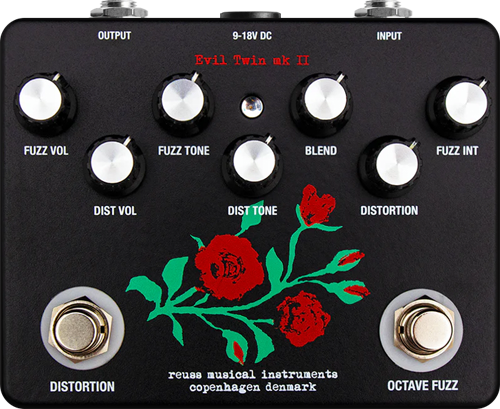 OUTPUT
9-18V DC
INPUT
Evil Twin mk II
FUZZ VOL
FUZZ TONE
BLEND
FUZZ INT
DIST VOL
DIST TONE
DISTORTION
DISTORTION
OCTAVE FUZZ
reuss musical instruments
copenhagen denmark